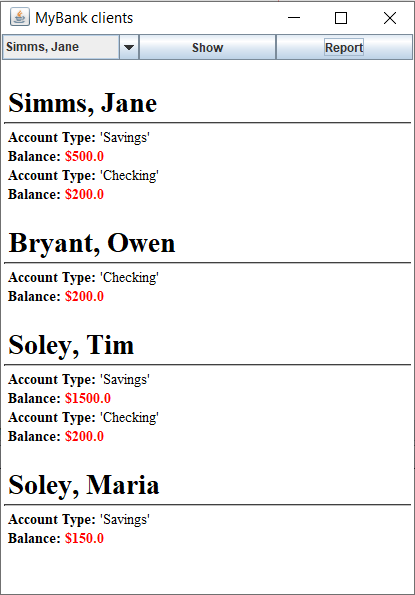 MyBank clients
Simms, Jane Show Report
Simms, Jane
Account Type: 'Savings'
Balance: $500.0
Account Type: 'Checking'
Balance: $200.0
Bryant, Owen
Account Type: 'Checking'
Balance: $200.0
Soley, Tim
Account Type: 'Savings'
Balance: $1500.0
Account Type: 'Checking'
Balance: $200.0
Soley, Maria
Account Type: 'Savings'
Balance: $150.0